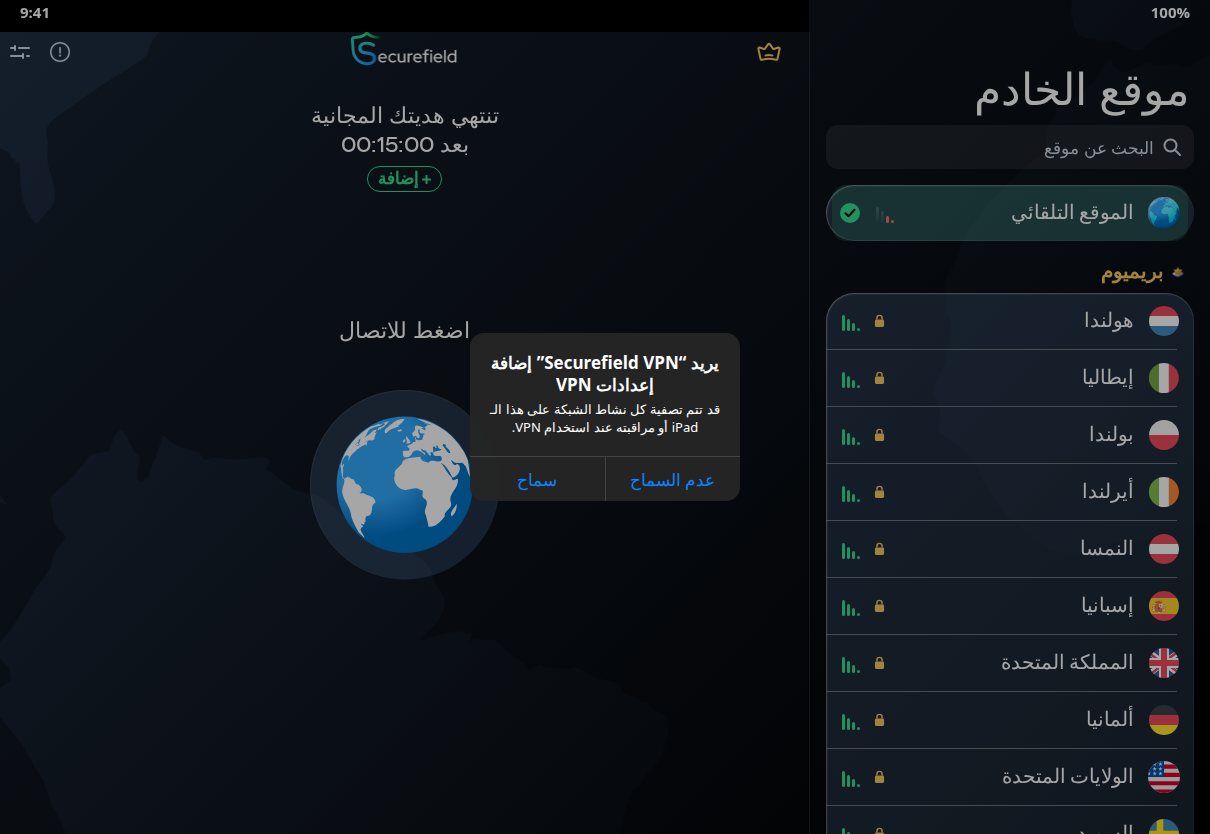 9:41
100%
Securefield
موقع الخادم
البحث عن موقع
الموقع التلقائي
بريميوم
هولندا
إيطاليا
بولندا
أيرلندا
النمسا
إسبانيا
المملكة المتحدة
ألمانيا
الولايات المتحدة
تنتهي هديتك المجانية
بعد 00:15:00
+ إضافة
اضغط للاتصال
يريد “Securefield VPN” إضافة
إعدادات VPN
قد تتم تصفية كل نشاط الشبكة على هذا الـ
iPad أو مراقبته عند استخدام VPN.
عدم السماح
سماح